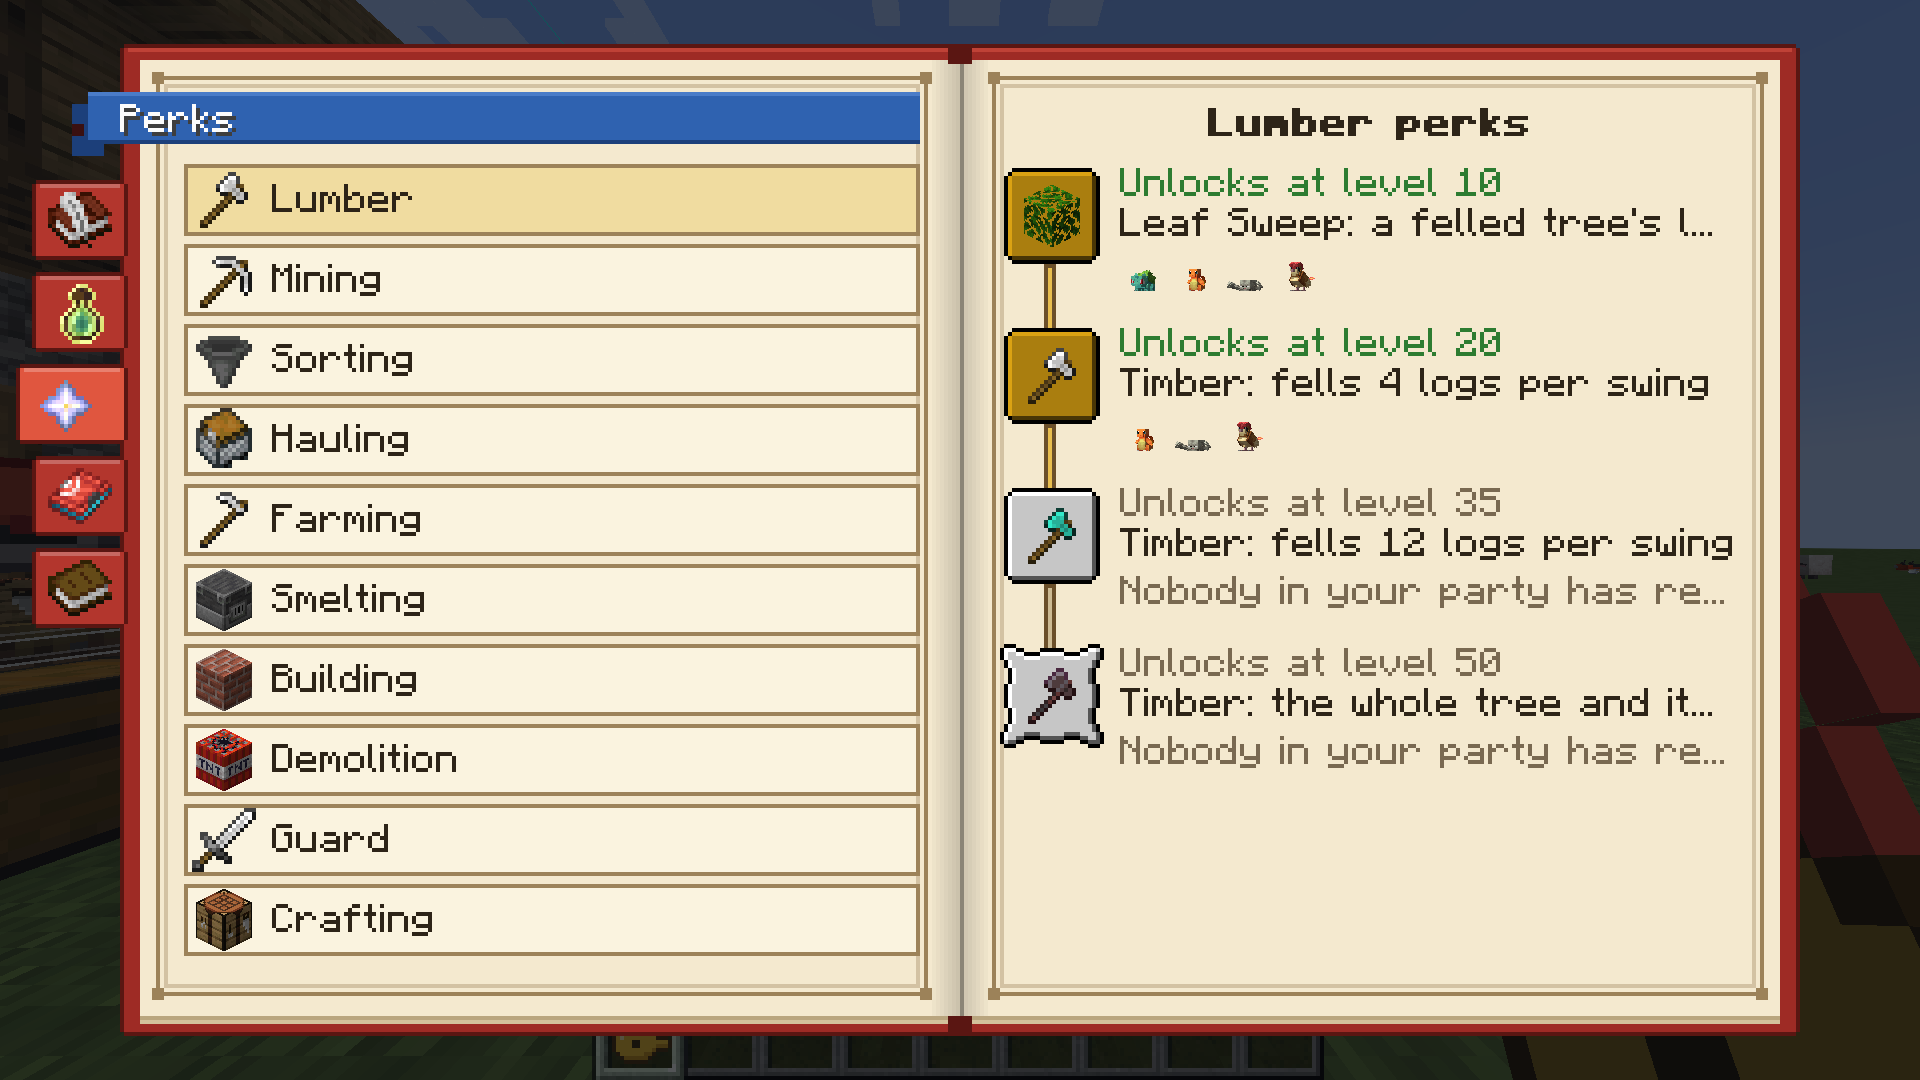 Perks
Lumber
Mining
Sorting
Hauling
Farming
Smelting
Building
Demolition
Guard
Crafting
Lumber perks
Unlocks at level 10
Leaf Sweep: a felled tree's l...
Unlocks at level 20
Timber: fells 4 logs per swing
Unlocks at level 35
Timber: fells 12 logs per swing
Nobody in your party has re...
Unlocks at level 50
Timber: the whole tree and it...
Nobody in your party has re...
TNT TNT